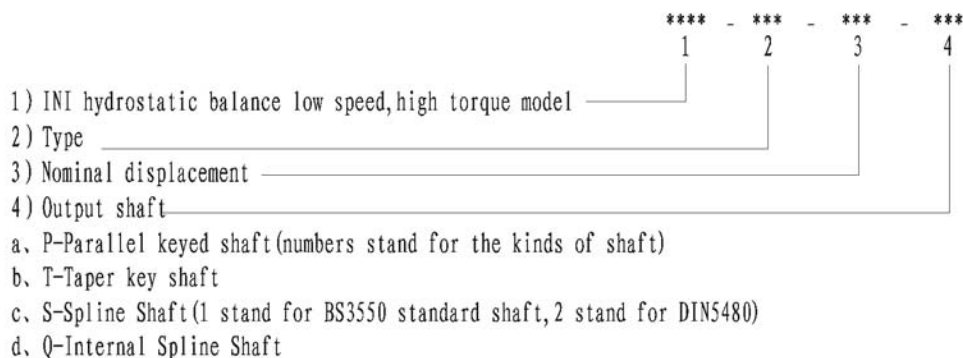 **** - *** - *** - ***
1 2 3 4
1) INI hydrostatic balance low speed,high torque model
2) Type
3) Nominal displacement
4) Output shaft
a、P-Parallel keyed shaft(numbers stand for the kinds of shaft)
b、T-Taper key shaft
c、S-Spline Shaft(1 stand for BS3550 standard shaft,2 stand for DIN5480)
d、Q-Internal Spline Shaft